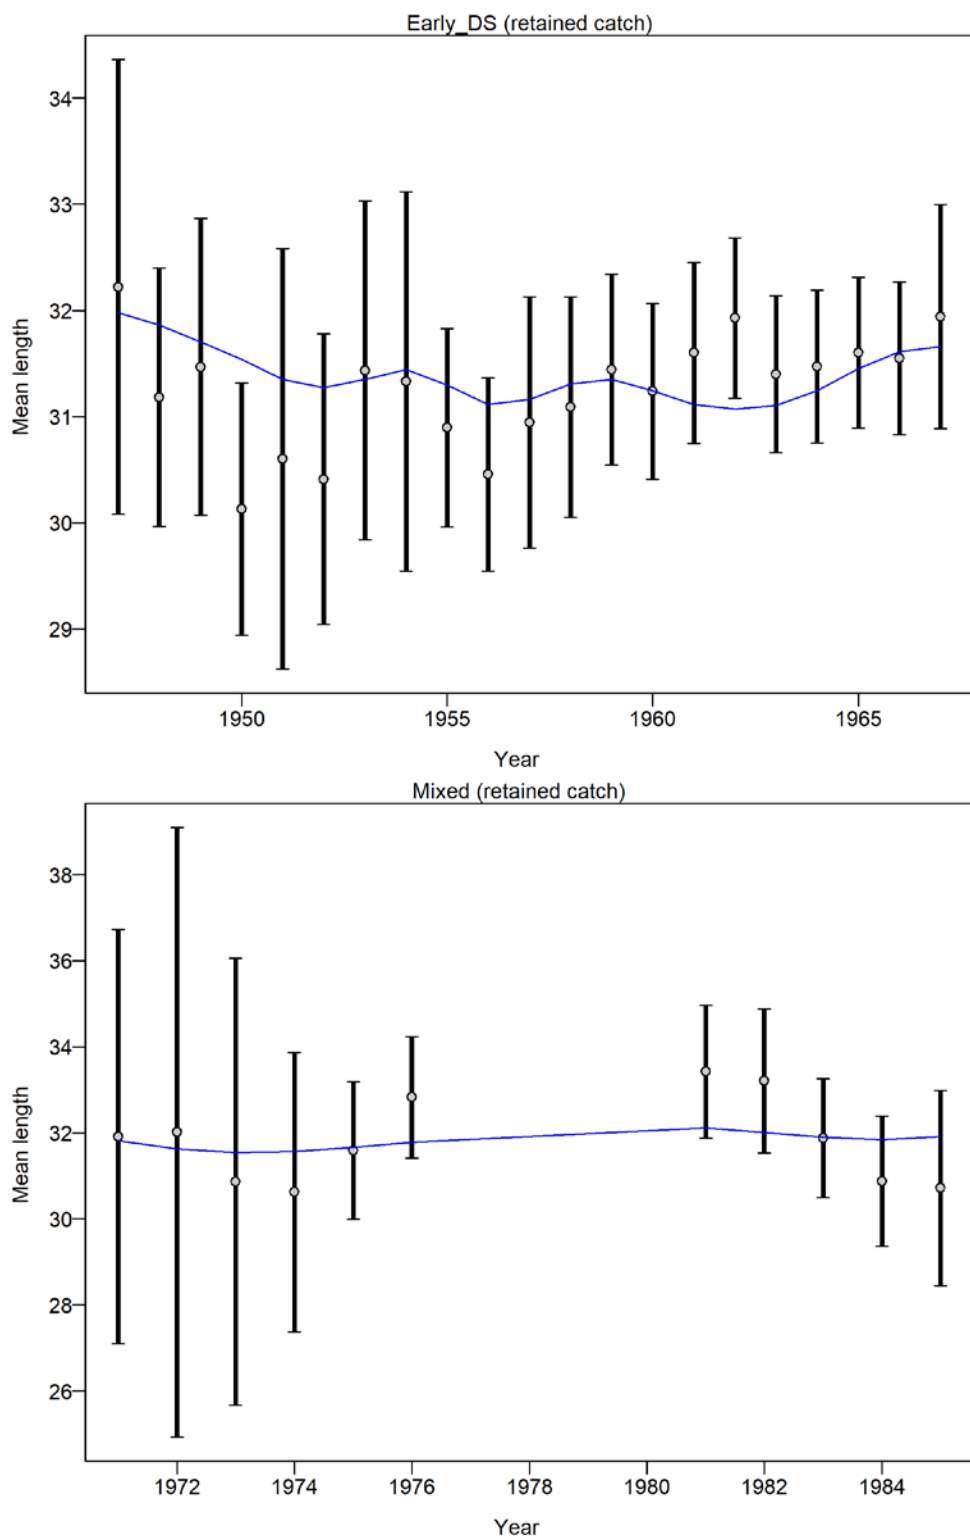 Early_DS (retained catch)
34
33
32
31
30
29
Mean length
1950 1955 1960 1965
Year
Mixed (retained catch)
38
36
34
32
30
28
26
Mean length
1972 1974 1976 1978 1980 1982 1984
Year